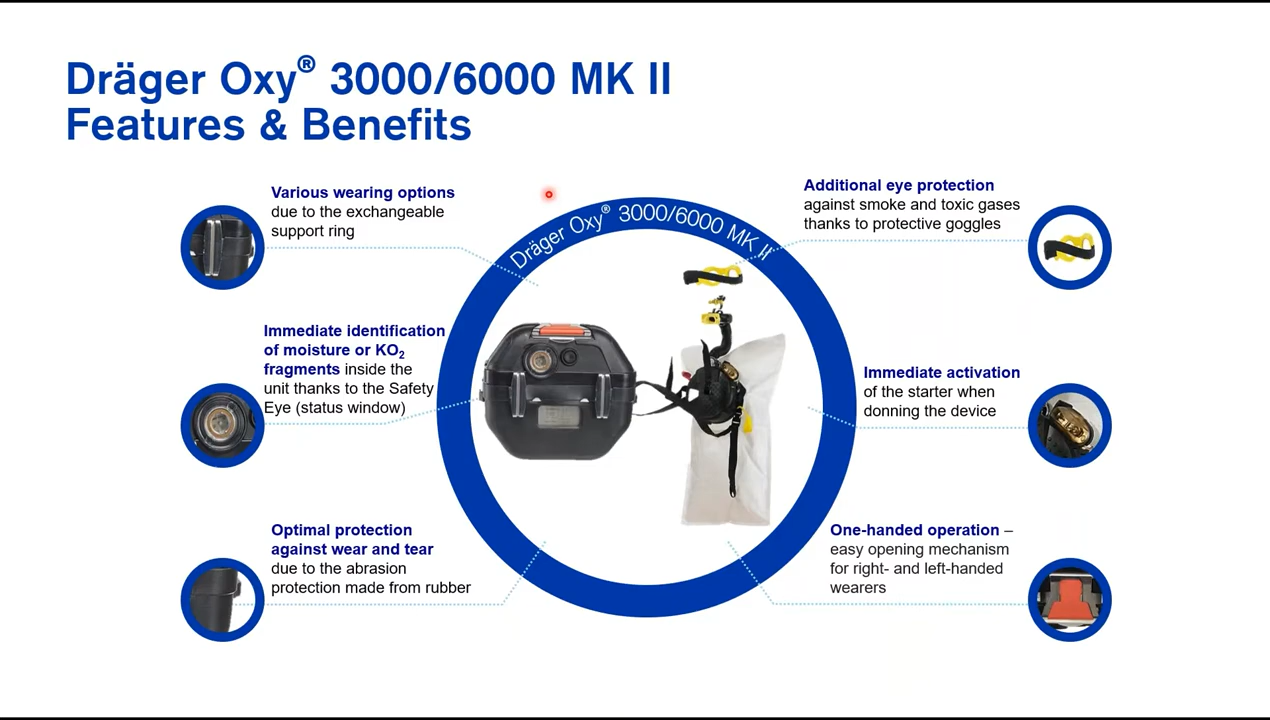 Dräger Oxy® 3000/6000 MK II
Features & Benefits
Various wearing options
due to the exchangeable
support ring
Immediate identification
of moisture or KO₂
fragments inside the
unit thanks to the Safety
Eye (status window)
Optimal protection
against wear and tear
due to the abrasion
protection made from rubber
Dräger Oxy® 3000/6000 MK II
Additional eye protection
against smoke and toxic gases
thanks to protective goggles
Immediate activation
of the starter when
donning the device
One-handed operation –
easy opening mechanism
for right- and left-handed
wearers